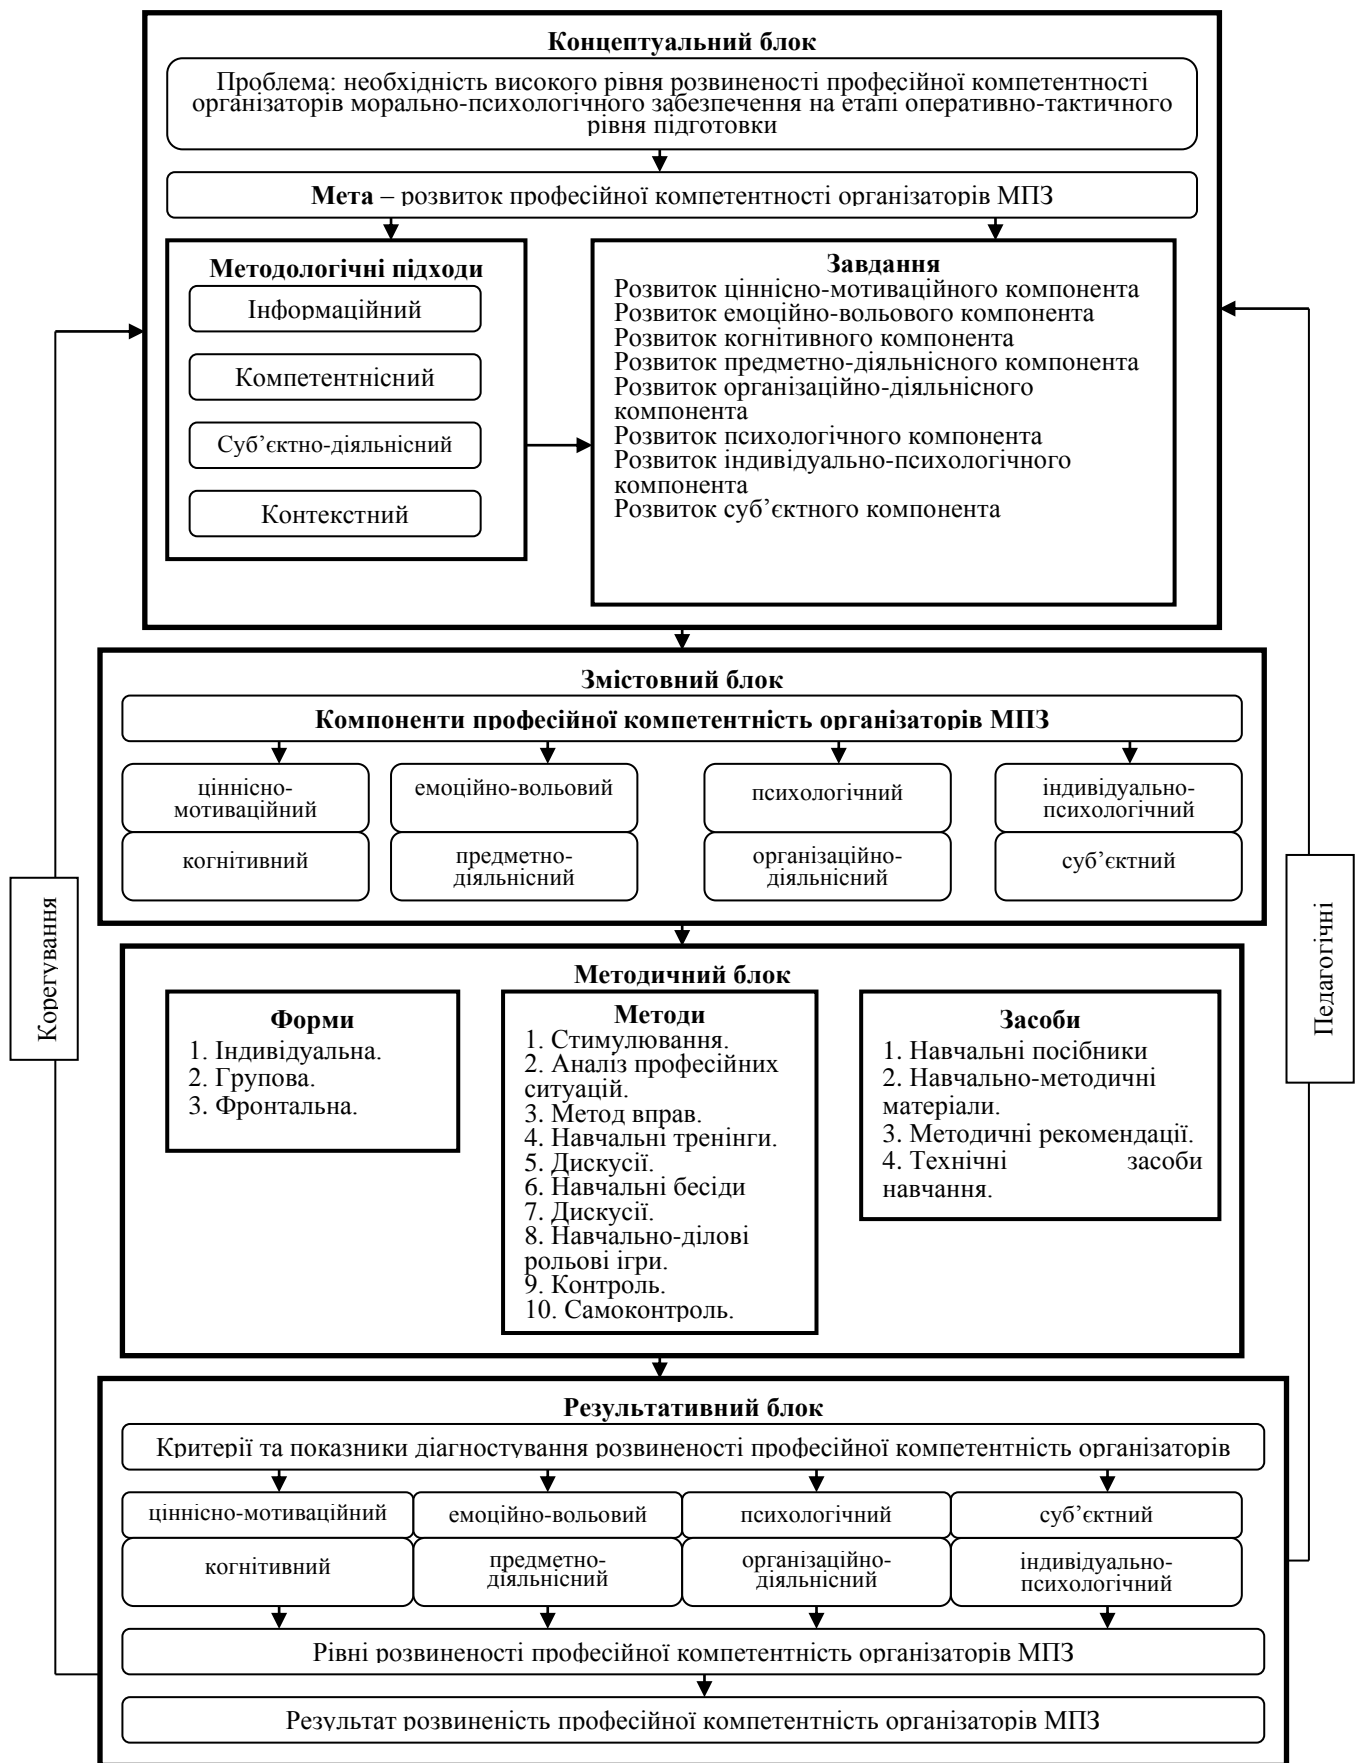 Концептуальний блок
Проблема: необхідність високого рівня розвиненості професійної компетентності
організаторів морально-психологічного забезпечення на етапі оперативно-тактичного
рівня підготовки
Мета – розвиток професійної компетентності організаторів МПЗ
Методологічні підходи
Інформаційний
Компетентнісний
Суб’єктно-діяльнісний
Контекстний
Завдання
Розвиток ціннісно-мотиваційного компонента
Розвиток емоційно-вольового компонента
Розвиток когнітивного компонента
Розвиток предметно-діяльнісного компонента
Розвиток організаційно-діяльнісного
компонента
Розвиток психологічного компонента
Розвиток індивідуально-психологічного
компонента
Розвиток суб’єктного компонента
Змістовний блок
Компоненти професійної компетентність організаторів МПЗ
ціннісно-
мотиваційний
емоційно-вольовий
психологічний
індивідуально-
психологічний
когнітивний
предметно-
діяльнісний
організаційно-
діяльнісний
суб’єктний
Корегування
Педагогічні
Методичний блок
Форми
1. Індивідуальна.
2. Групова.
3. Фронтальна.
Методи
1. Стимулювання.
2. Аналіз професійних
ситуацій.
3. Метод вправ.
4. Навчальні тренінги.
5. Дискусії.
6. Навчальні бесіди
7. Дискусії.
8. Навчально-ділові
рольові ігри.
9. Контроль.
10. Самоконтроль.
Засоби
1. Навчальні посібники
2. Навчально-методичні
матеріали.
3. Методичні рекомендації.
4. Технічні засоби
навчання.
Результативний блок
Критерії та показники діагностування розвиненості професійної компетентність організаторів
ціннісно-мотиваційний
емоційно-вольовий
психологічний
суб’єктний
когнітивний
предметно-
діяльнісний
організаційно-
діяльнісний
індивідуально-
психологічний
Рівні розвиненості професійної компетентність організаторів МПЗ
Результат розвиненість професійної компетентність організаторів МПЗ